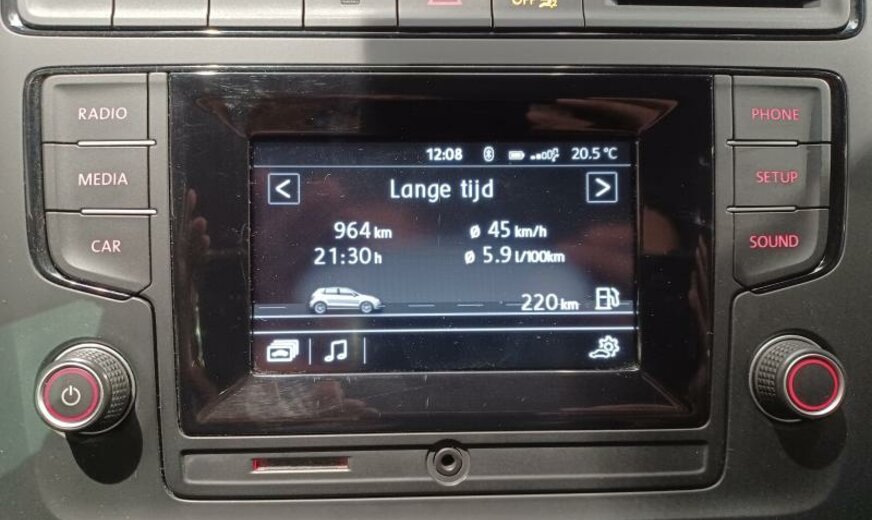 OFF
RADIO
MEDIA
CAR
12:08 20.5 °C
<
Lange tijd
>
964 km ø 45 km/h
21:30 h ø 5.9 l/100km
220 km
PHONE
SETUP
SOUND